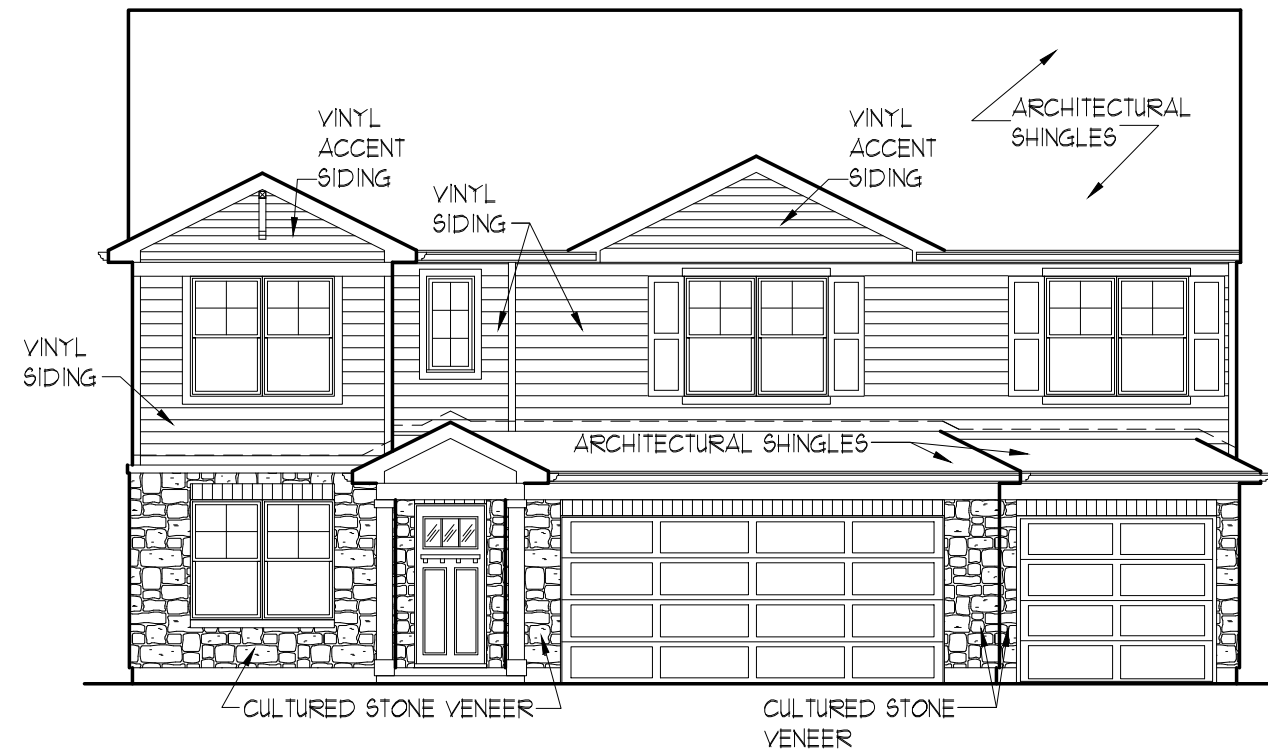 ARCHITECTURAL
SHINGLES
VINYL
ACCENT
SIDING
VINYL
ACCENT
SIDING
VINYL
SIDING
VINYL
SIDING
ARCHITECTURAL SHINGLES
CULTURED STONE VENEER
CULTURED STONE
VENEER